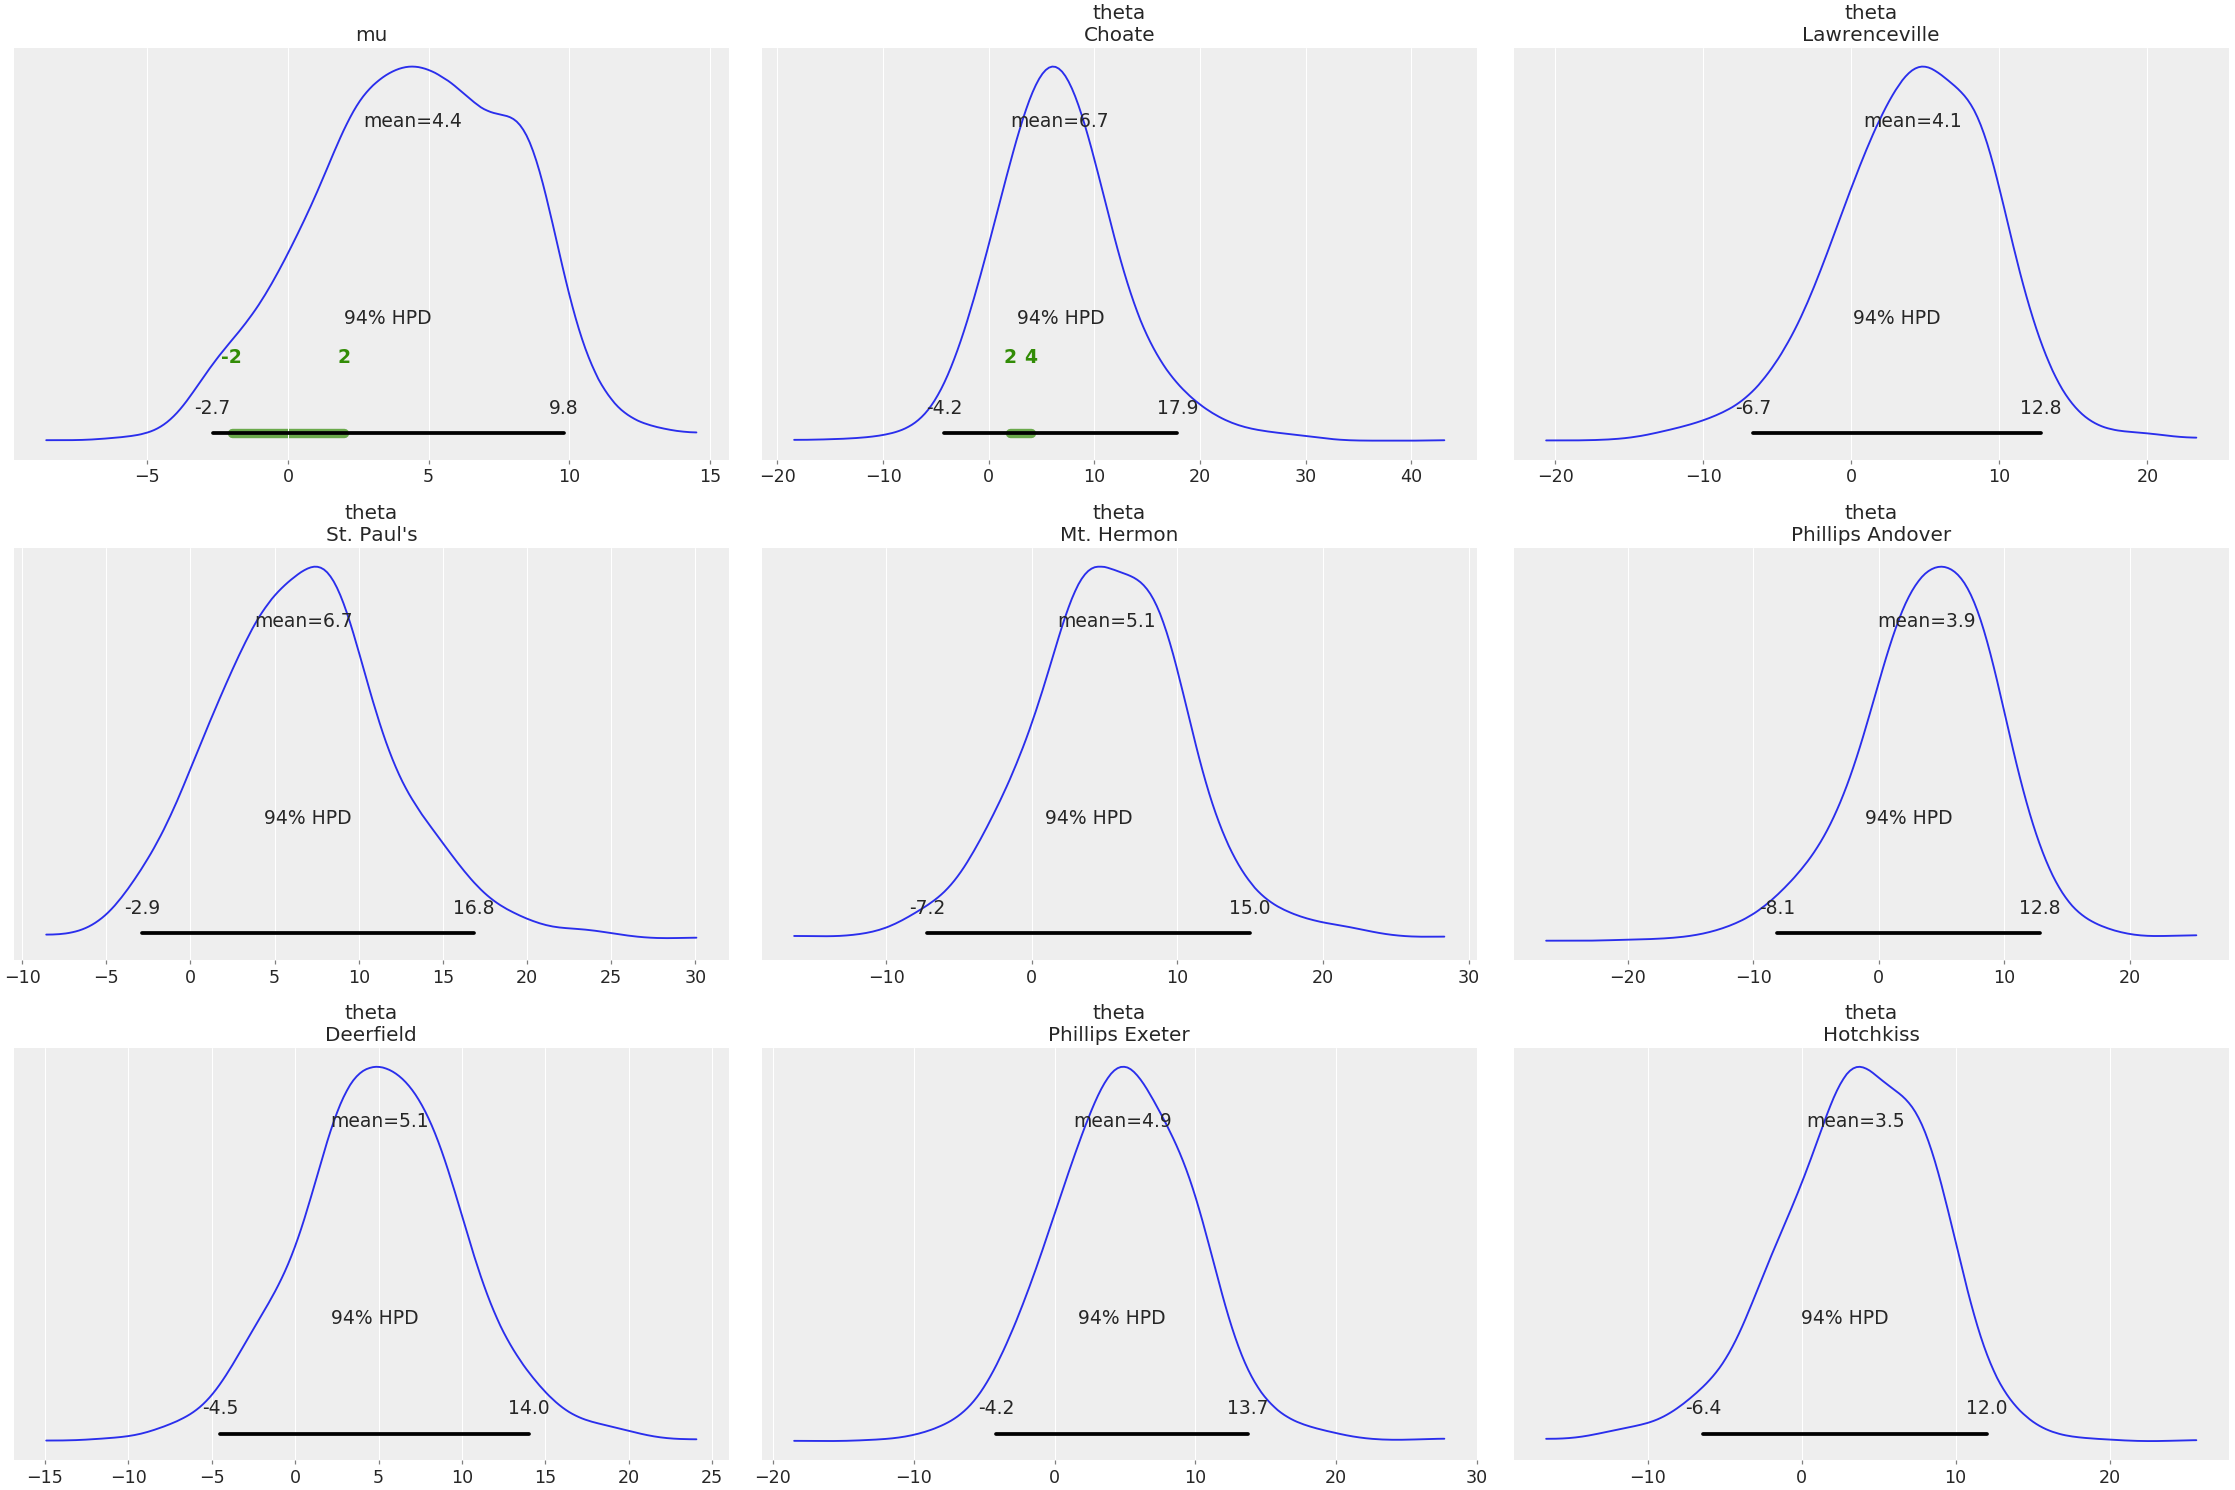 mu
mean=4.4
94% HPD
-2 2
-2.7 9.8
−5 0 5 10 15
theta
Choate
mean=6.7
94% HPD
2 4
-4.2 17.9
−20 −10 0 10 20 30 40
theta
Lawrenceville
mean=4.1
94% HPD
-6.7 12.8
−20 −10 0 10 20
theta
St. Paul's
mean=6.7
94% HPD
-2.9 16.8
−10 −5 0 5 10 15 20 25 30
theta
Mt. Hermon
mean=5.1
94% HPD
-7.2 15.0
−10 0 10 20 30
theta
Phillips Andover
mean=3.9
94% HPD
-8.1 12.8
−20 −10 0 10 20
theta
Deerfield
mean=5.1
94% HPD
-4.5 14.0
−15 −10 −5 0 5 10 15 20 25
theta
Phillips Exeter
mean=4.9
94% HPD
-4.2 13.7
−20 −10 0 10 20 30
theta
Hotchkiss
mean=3.5
94% HPD
-6.4 12.0
−10 0 10 20